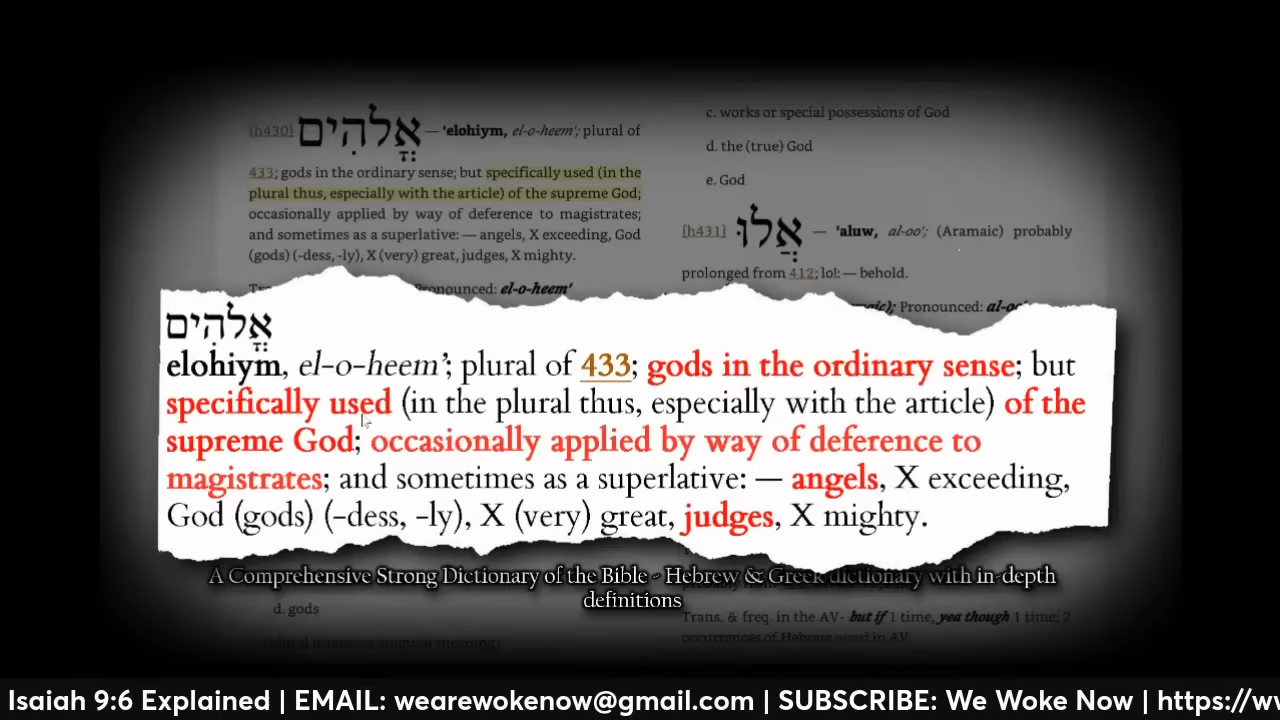 [h430] אֱלֹהִים — 'elohiym, el-o-heem'; plural of
433; gods in the ordinary sense; but specifically used (in the
plural thus, especially with the article) of the supreme God;
occasionally applied by way of deference to magistrates;
and sometimes as a superlative: — angels, X exceeding, God
(gods) (-dess, -ly), X (very) great, judges, X mighty.
Pronounced: el-o-heem'
c. works or special possessions of God
d. the (true) God
e. God
[h431] אֲלוּ — 'aluw, al-oo'; (Aramaic) probably
prolonged from 412; lo!: — behold.
Pronounced:
אֱלֹהִים
elohiym, el-o-heem’; plural of 433; gods in the ordinary sense; but
specifically used (in the plural thus, especially with the article) of the
supreme God; occasionally applied by way of deference to
magistrates; and sometimes as a superlative: — angels, X exceeding,
God (gods) (-dess, -ly), X (very) great, judges, X mighty.
A Comprehensive Strong Dictionary of the Bible - Hebrew & Greek dictionary with in-depth
definitions
d. gods
Trans. & freq. in the AV- but if 1 time, yea though 1 time; 2
occurrences of Hebrew word in AV
Isaiah 9:6 Explained | EMAIL: wearewokenow@gmail.com | SUBSCRIBE: We Woke Now |